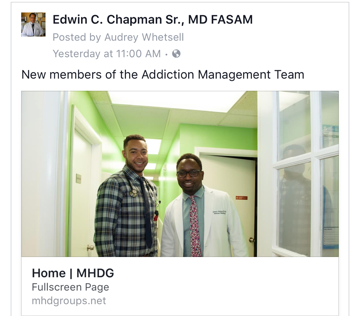 Edwin C. Chapman Sr., MD FASAM
Posted by Audrey Whetsell
Yesterday at 11:00 AM ·
New members of the Addiction Management Team
Home | MHDG
Fullscreen Page
mhdgroups.net